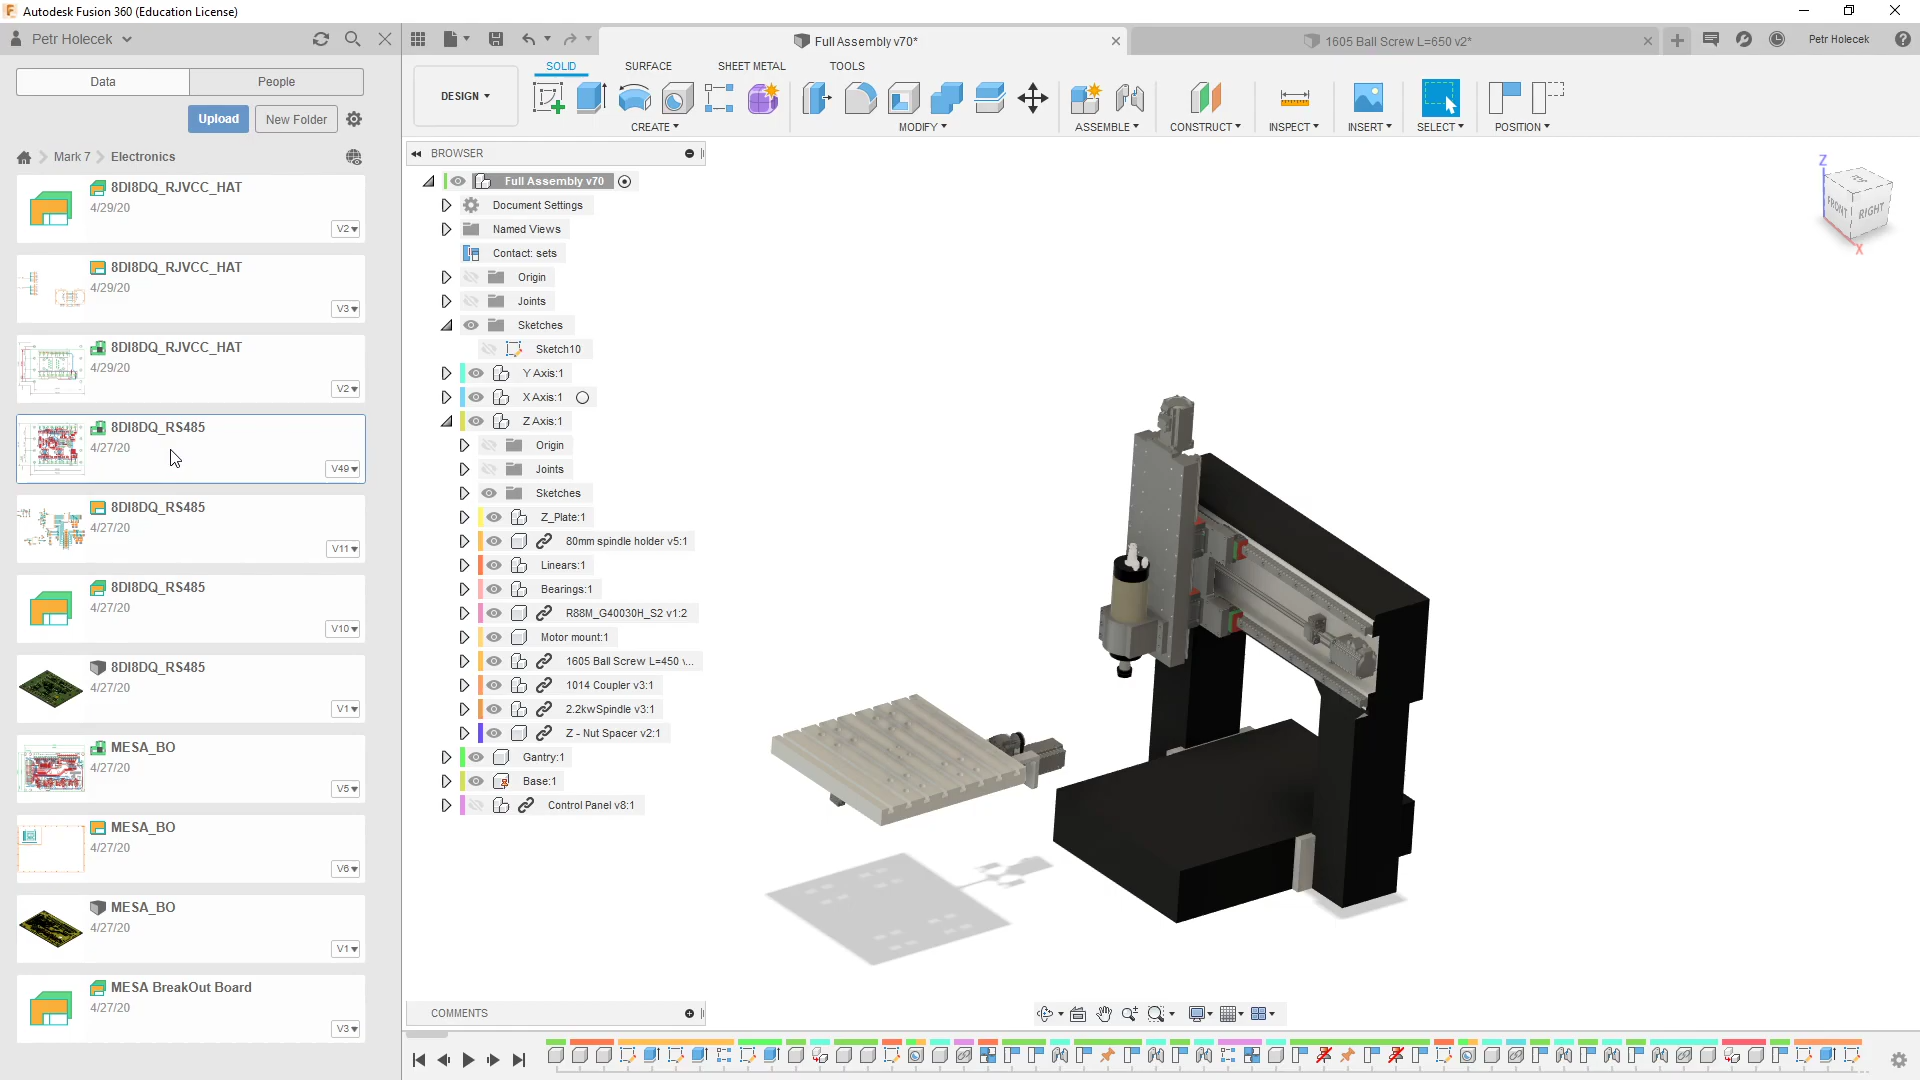 Autodesk Fusion 360 (Education License)
Petr Holecek
Full Assembly v70*
1605 Ball Screw L=650 v2*
Petr Holecek
Data
People
Upload
New Folder
Mark 7
Electronics
8DI8DQ_RJVCC_HAT
4/29/20
V2
8DI8DQ_RJVCC_HAT
4/29/20
V3
8DI8DQ_RJVCC_HAT
4/29/20
V2
8DI8DQ_RS485
4/27/20
V49
8DI8DQ_RS485
4/27/20
V11
8DI8DQ_RS485
4/27/20
V10
8DI8DQ_RS485
4/27/20
V1
MESA_BO
4/27/20
V5
MESA_BO
4/27/20
V6
MESA_BO
4/27/20
V1
MESA BreakOut Board
4/27/20
V3
SOLID
SURFACE
SHEET METAL
TOOLS
DESIGN
CREATE
MODIFY
ASSEMBLE
CONSTRUCT
INSPECT
INSERT
SELECT
POSITION
BROWSER
Full Assembly v70
Document Settings
Named Views
Contact: sets
Origin
Joints
Sketches
Sketch10
Y Axis:1
X Axis:1
Z Axis:1
Origin
Joints
Sketches
Z_Plate:1
80mm spindle holder v5:1
Linears:1
Bearings:1
R88M_G40030H_S2 v1:2
Motor mount:1
1605 Ball Screw L=450 v...
1014 Coupler v3:1
2.2kwSpindle v3:1
Z - Nut Spacer v2:1
Gantry:1
Base:1
Control Panel v8:1
COMMENTS
Z
TOP
FRONT
RIGHT
X